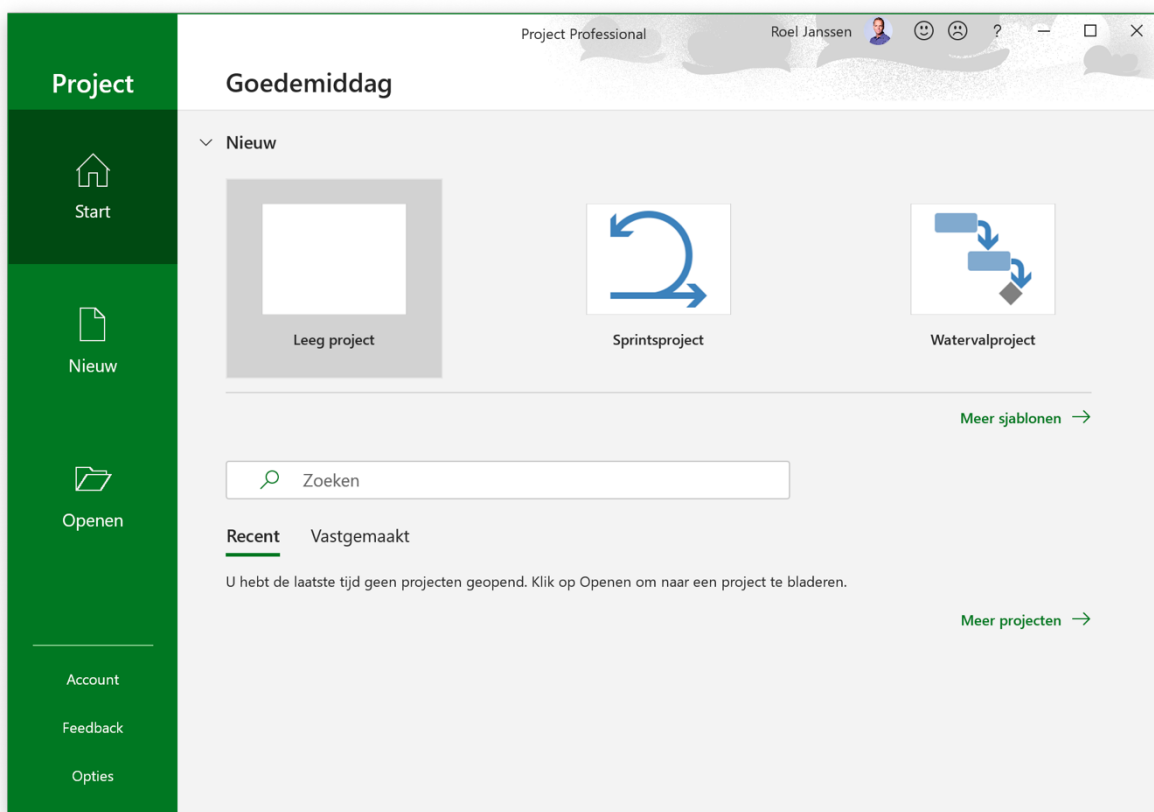 Project Professional
Roel Janssen
?
Project
Goedemiddag
Start
Nieuw
Openen
Account
Feedback
Opties
Nieuw
Leeg project
Sprintsproject
Watervalproject
Meer sjablonen
Zoeken
Recent Vastgemaakt
U hebt de laatste tijd geen projecten geopend. Klik op Openen om naar een project te bladeren.
Meer projecten